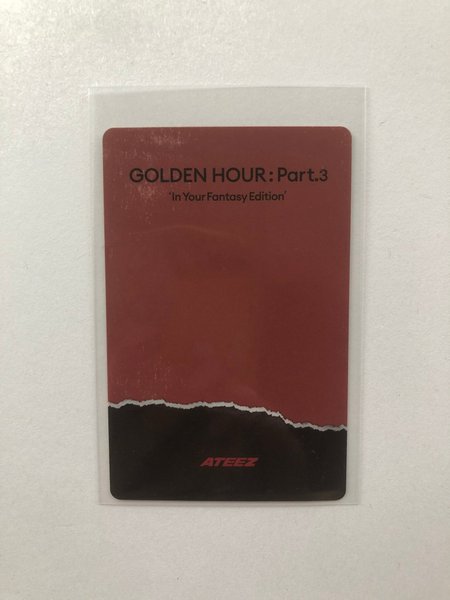 GOLDEN HOUR : Part.3
'In Your Fantasy Edition'
ATEEZ